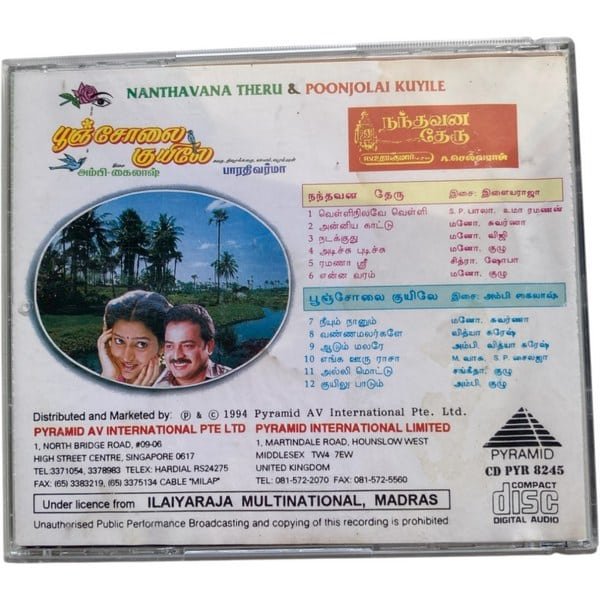 NANTHAVANA THERU & POONJOLAI KUYILE
பூஞ்சோலை
குயிலே
இசை
அம்பி-கைலாஷ்
பாரதிவர்மா
நந்தவன
தெரு
நந்தவன தேரு இசை: இளையராஜா
1 வெள்ளிநிலவே வெள்ளி S.P. பாலா. உமா ரமணன்
2 அன்னிய காட்டு மனோ, சுவர்ணா
3 நடக்குது மனோ, விஜி
4 அடிச்சு புடிச்சு மனோ, குழு
5 ரமணா ஸ்ரீ சித்ரா, ஷோபா
6 என்ன வரம் மனோ, குழு
பூஞ்சோலை குயிலே இசை: அம்பி கைலாஷ்
7 நீயும் நானும் மனோ, சுவர்ணா
8 வண்ணமலர்களே வித்யா சுரேஷ்
9 ஆடும் மலரே அம்பி. வித்யா சுரேஷ்
10 எங்க ஊரு ராசா M. வாசு, S.P. சைலஜா
11 அல்லி மொட்டு சங்கீதா, குழு
12 குயிலு பாடும் அம்பி, குழு
Distributed and Marketed by: ℗ & © 1994 Pyramid AV International Pte. Ltd.
PYRAMID AV INTERNATIONAL PTE LTD
1, NORTH BRIDGE ROAD, #09-06
HIGH STREET CENTRE, SINGAPORE 0617
TEL:3371054, 3378983 TELEX: HARDIAL RS24275
FAX: (65) 3383219, (65) 3375134 CABLE "MILAP"
PYRAMID INTERNATIONAL LIMITED
1, MARTINDALE ROAD, HOUNSLOW WEST
MIDDLESEX TW4 7EW
UNITED KINGDOM
TEL: 081-572-2070 FAX: 081-572-5560
PYRAMID
CD PYR 8245
COMPACT
disc
DIGITAL AUDIO
Under licence from ILAIYARAJA MULTINATIONAL, MADRAS
Unauthorised Public Performance Broadcasting and copying of this recording is prohibited